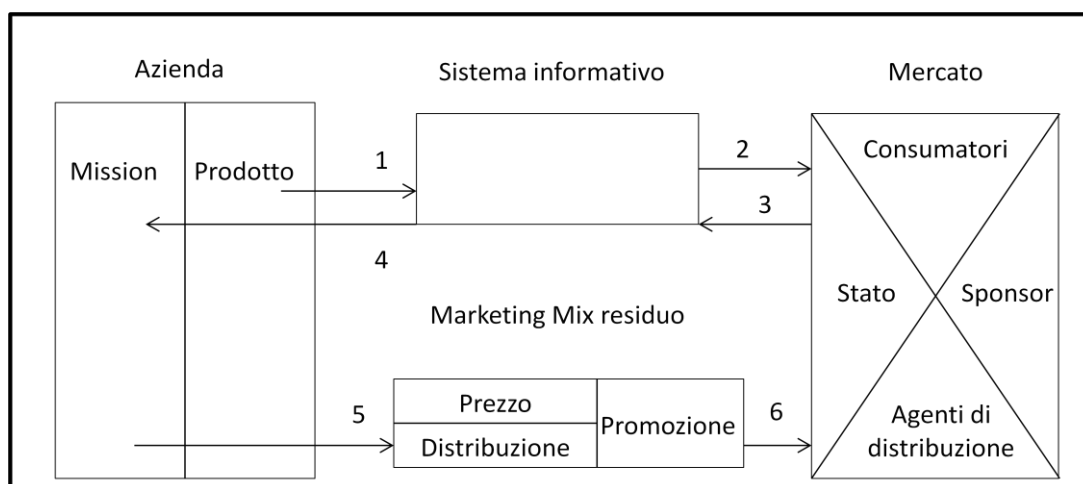 Azienda
Sistema informativo
Mercato
Mission
Prodotto
1
2
3
4
Consumatori
Stato
Sponsor
Agenti di
distribuzione
Marketing Mix residuo
5
Prezzo
Distribuzione
Promozione
6